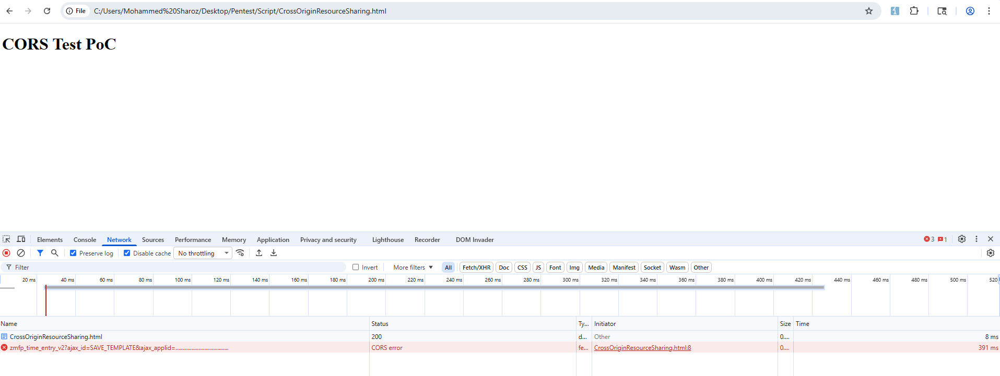 File C:/Users/Mohammed%20Sharoz/Desktop/Pentest/Script/CrossOriginResourceSharing.html
CORS Test PoC
Elements Console Network Sources Performance Memory Application Privacy and security Lighthouse Recorder DOM Invader 3 1
Preserve log Disable cache No throttling
Filter Invert More filters All Fetch/XHR Doc CSS JS Font Img Media Manifest Socket Wasm Other
20 ms 40 ms 60 ms 80 ms 100 ms 120 ms 140 ms 160 ms 180 ms 200 ms 220 ms 240 ms 260 ms 280 ms 300 ms 320 ms 340 ms 360 ms 380 ms 400 ms 420 ms 440 ms 460 ms 480 ms 500 ms 520
Name Status Ty... Initiator Size Time
CrossOriginResourceSharing.html 200 d... Other 0.... 8 ms
zmfp_time_entry_v2?ajax_id=SAVE_TEMPLATE&ajax_applid=....................................... CORS error fe... CrossOriginResourceSharing.html:8 0.... 391 ms